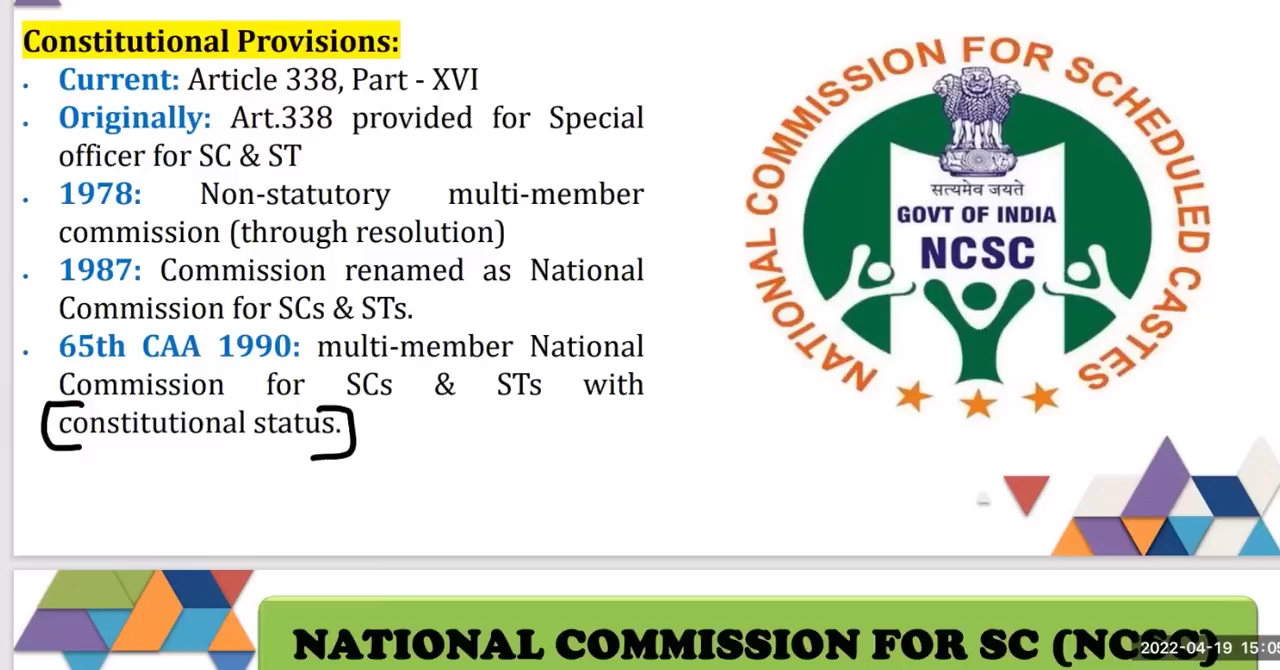 Constitutional Provisions:
• Current: Article 338, Part - XVI
• Originally: Art.338 provided for Special
officer for SC & ST
• 1978: Non-statutory multi-member
commission (through resolution)
• 1987: Commission renamed as National
Commission for SCs & STs.
• 65th CAA 1990: multi-member National
Commission for SCs & STs with
constitutional status.
NATIONAL COMMISSION FOR SCHEDULED CASTES
सत्यमेव जयते
GOVT OF INDIA
NCSC
NATIONAL COMMISSION FOR SC (NCSC)
2022-04-19 15:05